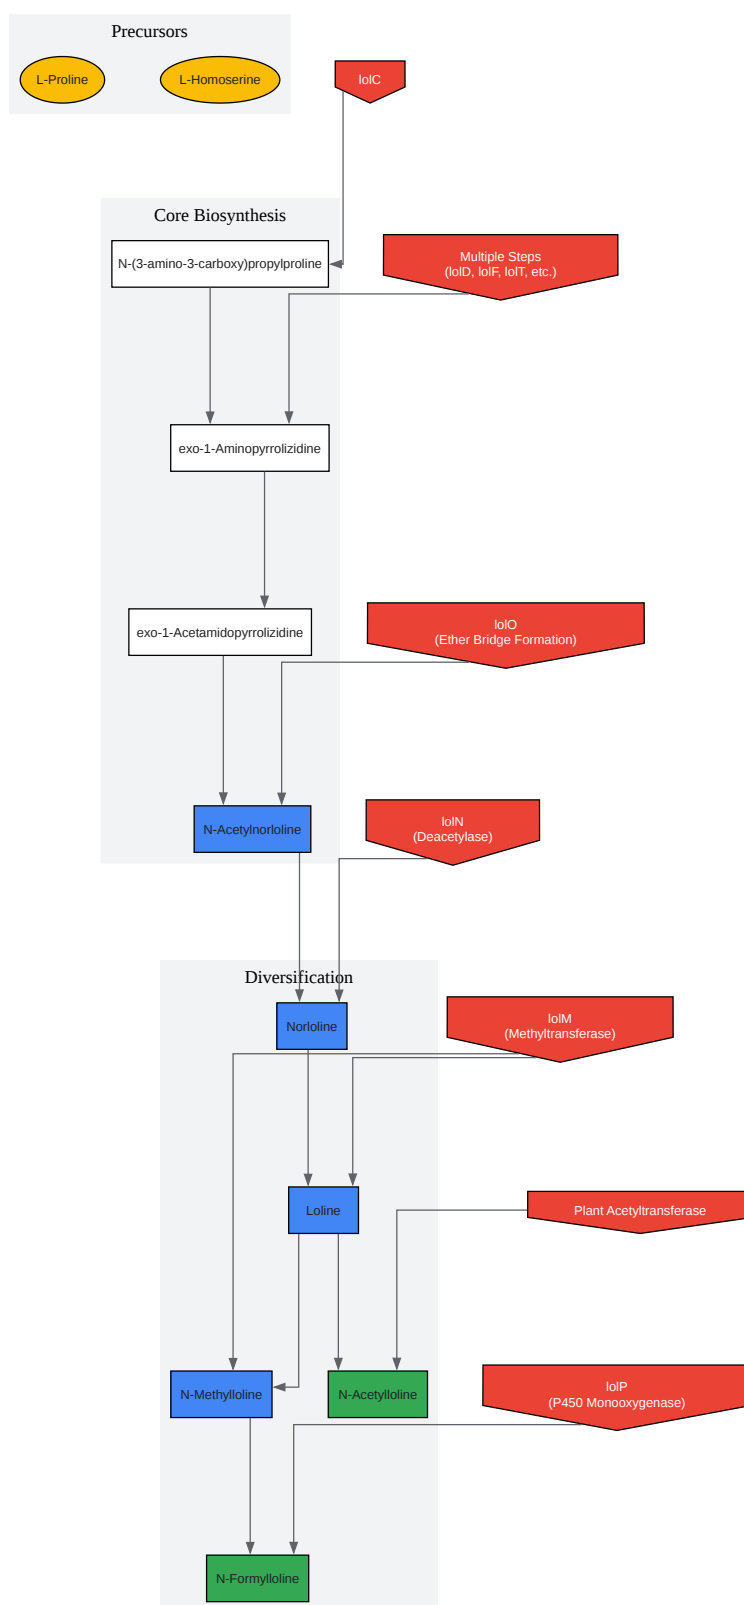 Precursors
L-Proline
L-Homoserine
lolC
Core Biosynthesis
N-(3-amino-3-carboxy)propylproline
Multiple Steps
(lolD, lolF, lolT, etc.)
exo-1-Aminopyrrolizidine
exo-1-Acetamidopyrrolizidine
lolO
(Ether Bridge Formation)
N-Acetylnorloline
lolN
(Deacetylase)
Diversification
Norloline
lolM
(Methyltransferase)
Loline
Plant Acetyltransferase
N-Methylloline
N-Acetylloline
lolP
(P450 Monooxygenase)
N-Formylloline